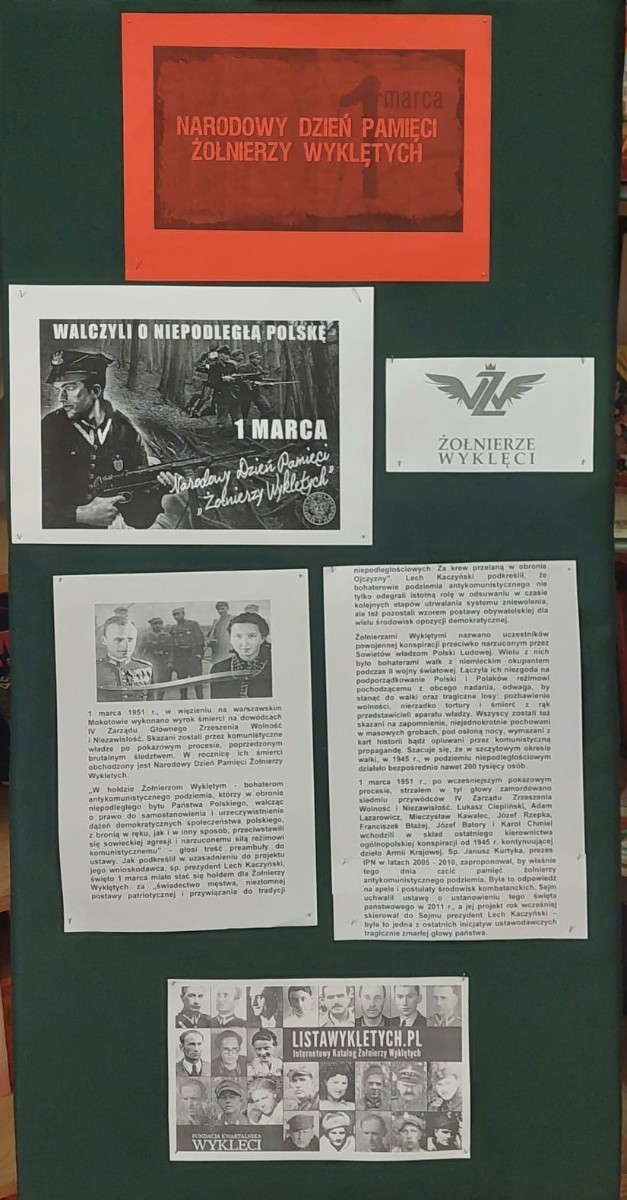 1 marca
NARODOWY DZIEŃ PAMIĘCI
ŻOŁNIERZY WYKLĘTYCH
WALCZYLI O NIEPODLEGŁĄ POLSKĘ
1 MARCA
Narodowy Dzień Pamięci
„Żołnierzy Wyklętych”
ŻOŁNIERZE
WYKLĘCI
1 marca 1951 r., w więzieniu na warszawskim
Mokotowie wykonano wyrok śmierci na dowódcach
IV Zarządu Głównego Zrzeszenia Wolność
i Niezawisłość. Skazani zostali przez komunistyczne
władze po pokazowym procesie, poprzedzonym
brutalnym śledztwem. W rocznicę ich śmierci
obchodzony jest Narodowy Dzień Pamięci Żołnierzy
Wyklętych.
„W hołdzie Żołnierzom Wyklętym - bohaterom
antykomunistycznego podziemia, którzy w obronie
niepodległego bytu Państwa Polskiego, walcząc
o prawo do samostanowienia i urzeczywistnienie
dążeń demokratycznych społeczeństwa polskiego,
z bronią w ręku, jak i w inny sposób, przeciwstawili
się sowieckiej agresji i narzuconemu siłą reżimowi
komunistycznemu” – głosi treść preambuły do
ustawy. Jak podkreślił w uzasadnieniu do projektu
jego wnioskodawca, śp. prezydent Lech Kaczyński,
święto 1 marca miało stać się hołdem dla Żołnierzy
Wyklętych za „świadectwo męstwa, niezłomnej
postawy patriotycznej i przywiązania do tradycji
niepodległościowych. Za krew przelaną w obronie
Ojczyzny”. Lech Kaczyński podkreślił, że
bohaterowie podziemia antykomunistycznego nie
tylko odegrali istotną rolę w odsuwaniu w czasie
kolejnych etapów utrwalania systemu zniewolenia,
ale też pozostali wzorem postawy obywatelskiej dla
wielu środowisk opozycji demokratycznej.
Żołnierzami Wyklętymi nazwano uczestników
powojennej konspiracji przeciwko narzuconym przez
Sowietów władzom Polski Ludowej. Wielu z nich
było bohaterami walk z niemieckim okupantem
podczas II wojny światowej. Łączyła ich niezgoda na
podporządkowanie Polski i Polaków reżimowi
pochodzącemu z obcego nadania, odwaga, by
stanąć do walki oraz tragiczne losy: pozbawienie
wolności, nierzadko tortury i śmierć z rąk
przedstawicieli aparatu władzy. Wszyscy zostali też
skazani na zapomnienie, niejednokrotnie pochowani
w masowych grobach, pod osłoną nocy, wymazani z
kart historii bądź opluwani przez komunistyczną
propagandę. Szacuje się, że w szczytowym okresie
walki, w 1945 r., w podziemiu niepodległościowym
działało bezpośrednio nawet 200 tysięcy osób.
1 marca 1951 r., po wcześniejszym pokazowym
procesie, strzałem w tył głowy zamordowano
siedmiu przywódców IV Zarządu Zrzeszenia
Wolność i Niezawisłość. Łukasz Ciepliński, Adam
Lazarowicz, Mieczysław Kawalec, Józef Rzepka,
Franciszek Błażej, Józef Batory i Karol Chmiel
wchodzili w skład ostatniego kierownictwa
ogólnopolskiej konspiracji od 1945 r. kontynuującej
dzieło Armii Krajowej. Śp. Janusz Kurtyka, prezes
IPN w latach 2005 - 2010, zaproponował, by właśnie
tego dnia czcić pamięć żołnierzy
antykomunistycznego podziemia. Była to odpowiedź
na apele i postulaty środowisk kombatanckich. Sejm
uchwalił ustawę o ustanowieniu tego święta
państwowego w 2011 r., a jej projekt rok wcześniej
skierował do Sejmu prezydent Lech Kaczyński –
była to jedna z ostatnich inicjatyw ustawodawczych
tragicznie zmarłej głowy państwa.
LISTAWYKLETYCH.PL
Internetowy Katalog Żołnierzy Wyklętych
FUNDACJA KWARTALNIKA
WYKLĘCI